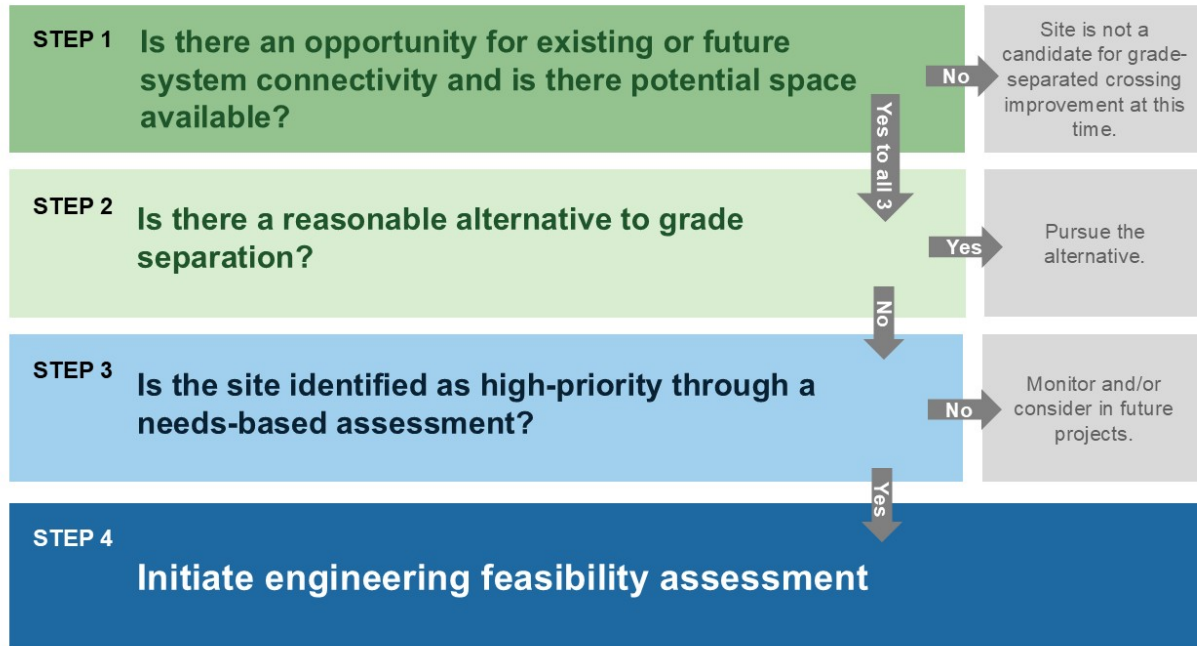 STEP 1
Is there an opportunity for existing or future
system connectivity and is there potential space
available?
No
Site is not a
candidate for grade-
separated crossing
improvement at this
time.
Yes to all 3
STEP 2
Is there a reasonable alternative to grade
separation?
Yes
Pursue the
alternative.
No
STEP 3
Is the site identified as high-priority through a
needs-based assessment?
No
Monitor and/or
consider in future
projects.
Yes
STEP 4
Initiate engineering feasibility assessment